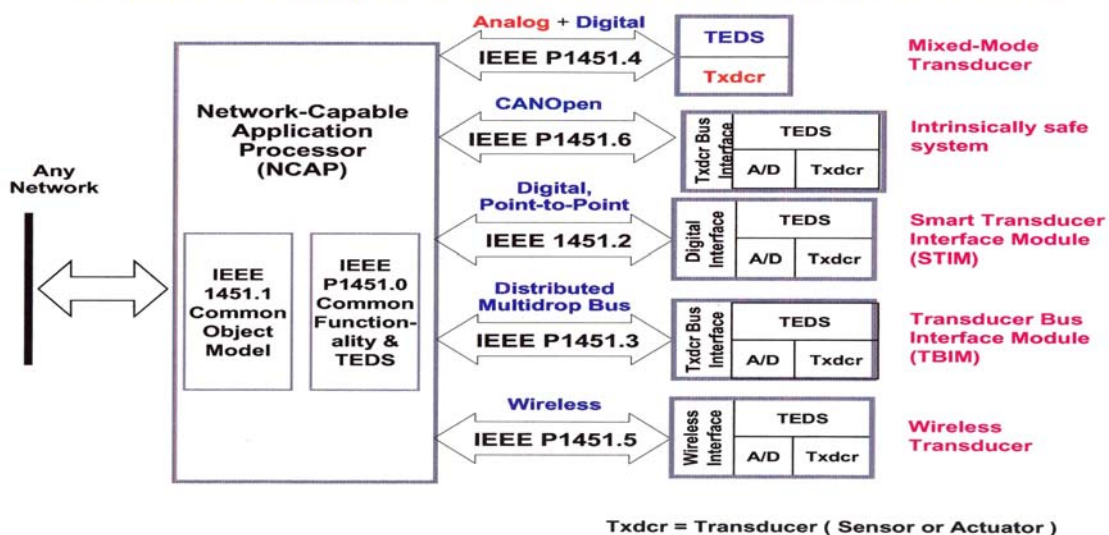 Any
Network
Network-Capable
Application
Processor
(NCAP)
IEEE
1451.1
Common
Object
Model
IEEE
P1451.0
Common
Function-
ality &
TEDS
Analog + Digital
IEEE P1451.4
TEDS
Txdcr
Mixed-Mode
Transducer
CANOpen
IEEE P1451.6
Txdcr Bus
Interface
TEDS
A/D
Txdcr
Intrinsically safe
system
Digital,
Point-to-Point
IEEE 1451.2
Digital
Interface
TEDS
A/D
Txdcr
Smart Transducer
Interface Module
(STIM)
Distributed
Multidrop Bus
IEEE P1451.3
Txdcr Bus
Interface
TEDS
A/D
Txdcr
Transducer Bus
Interface Module
(TBIM)
Wireless
IEEE P1451.5
Wireless
Interface
TEDS
A/D
Txdcr
Wireless
Transducer
Txdcr = Transducer ( Sensor or Actuator )